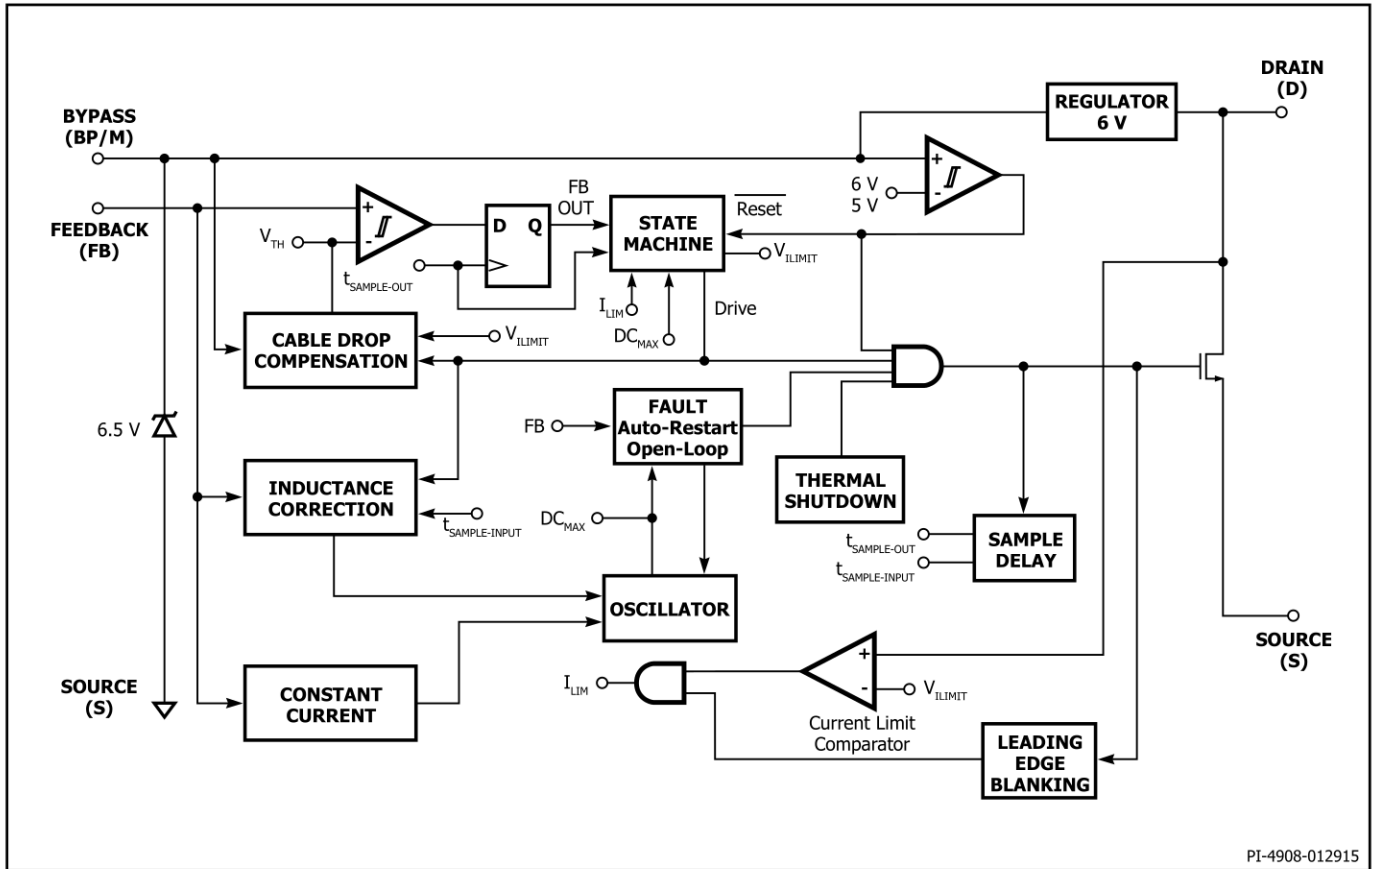 DRAIN
(D)
REGULATOR
6 V
BYPASS
(BP/M)
+
6 V
5 V
-
FB
OUT
Reset
FEEDBACK
(FB)
+
-
V_TH
D
Q
STATE
MACHINE
V_ILIMIT
t_SAMPLE-OUT
I_LIM
DC_MAX
Drive
CABLE DROP
COMPENSATION
V_ILIMIT
6.5 V
FB
FAULT
Auto-Restart
Open-Loop
THERMAL
SHUTDOWN
INDUCTANCE
CORRECTION
t_SAMPLE-INPUT
DC_MAX
t_SAMPLE-OUT
t_SAMPLE-INPUT
SAMPLE
DELAY
OSCILLATOR
SOURCE
(S)
SOURCE
(S)
CONSTANT
CURRENT
I_LIM
+
-
V_ILIMIT
Current Limit
Comparator
LEADING
EDGE
BLANKING
PI-4908-012915